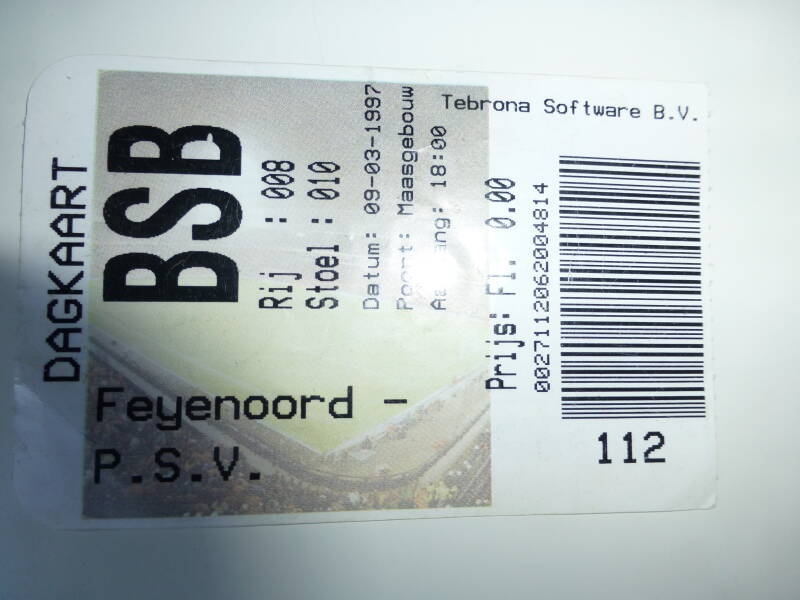 DAGKAART
BSB
Rij : 008
Stoel : 010
Datum: 09-03-1997
Poort: Maasgebouw
18:00
Prijs: Fl. 0.00
Feyenoord -
P.S.V.
Tebrona Software B.V.
0027112062004814
112